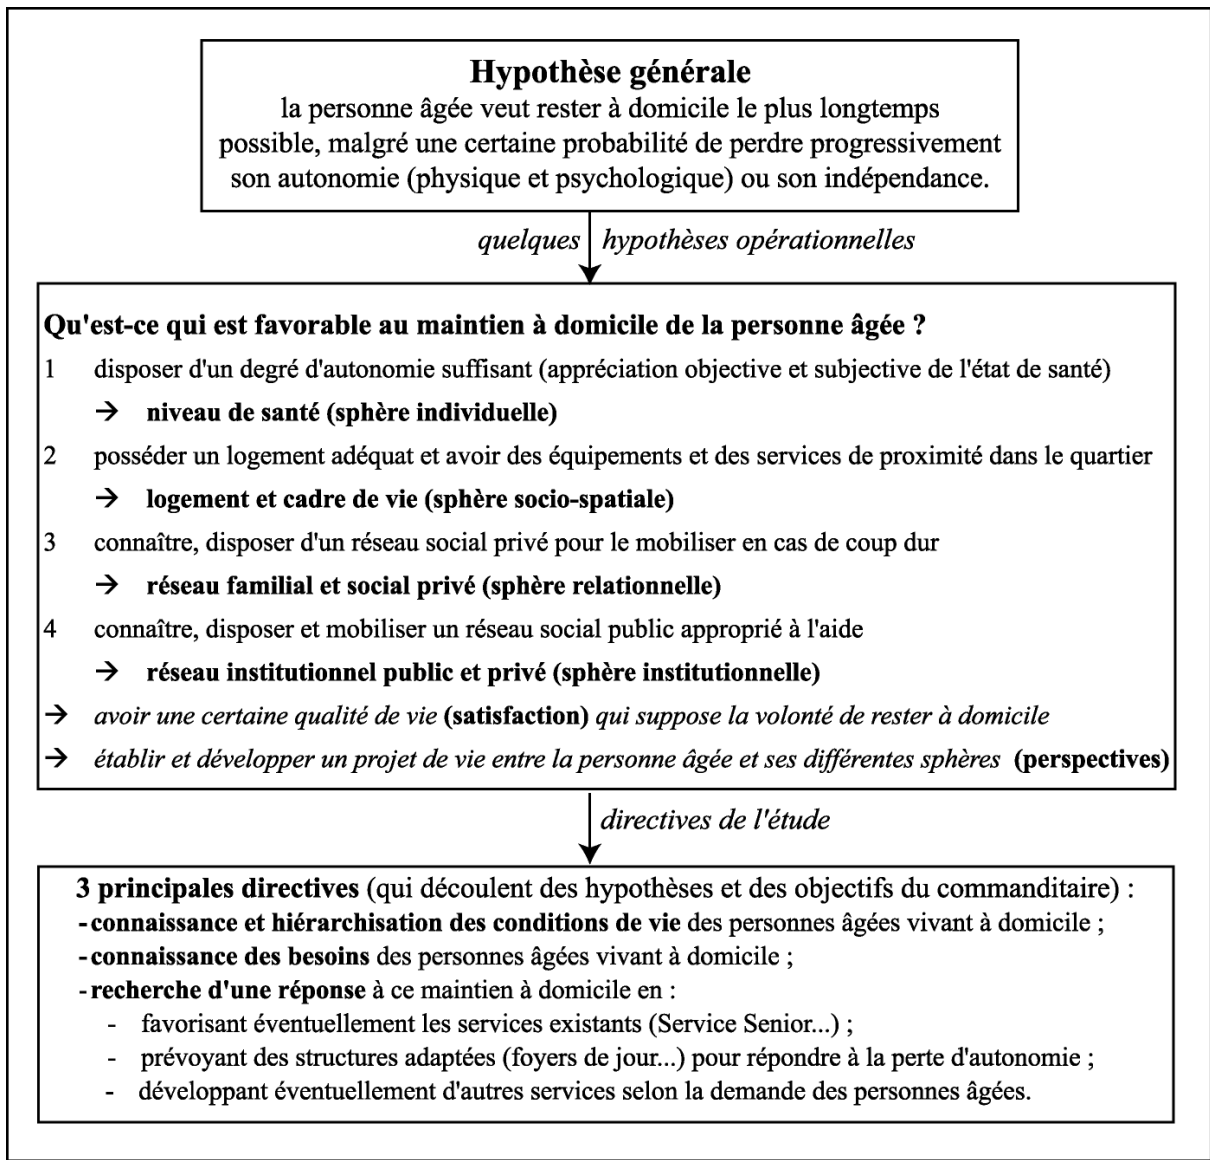 Hypothèse générale
la personne âgée veut rester à domicile le plus longtemps
possible, malgré une certaine probabilité de perdre progressivement
son autonomie (physique et psychologique) ou son indépendance.
quelques hypothèses opérationnelles
Qu'est-ce qui est favorable au maintien à domicile de la personne âgée ?
1 disposer d'un degré d'autonomie suffisant (appréciation objective et subjective de l'état de santé)
→ niveau de santé (sphère individuelle)
2 posséder un logement adéquat et avoir des équipements et des services de proximité dans le quartier
→ logement et cadre de vie (sphère socio-spatiale)
3 connaître, disposer d'un réseau social privé pour le mobiliser en cas de coup dur
→ réseau familial et social privé (sphère relationnelle)
4 connaître, disposer et mobiliser un réseau social public approprié à l'aide
→ réseau institutionnel public et privé (sphère institutionnelle)
→ avoir une certaine qualité de vie (satisfaction) qui suppose la volonté de rester à domicile
→ établir et développer un projet de vie entre la personne âgée et ses différentes sphères (perspectives)
directives de l'étude
3 principales directives (qui découlent des hypothèses et des objectifs du commanditaire) :
- connaissance et hiérarchisation des conditions de vie des personnes âgées vivant à domicile ;
- connaissance des besoins des personnes âgées vivant à domicile ;
- recherche d'une réponse à ce maintien à domicile en :
- favorisant éventuellement les services existants (Service Senior...) ;
- prévoyant des structures adaptées (foyers de jour...) pour répondre à la perte d'autonomie ;
- développant éventuellement d'autres services selon la demande des personnes âgées.